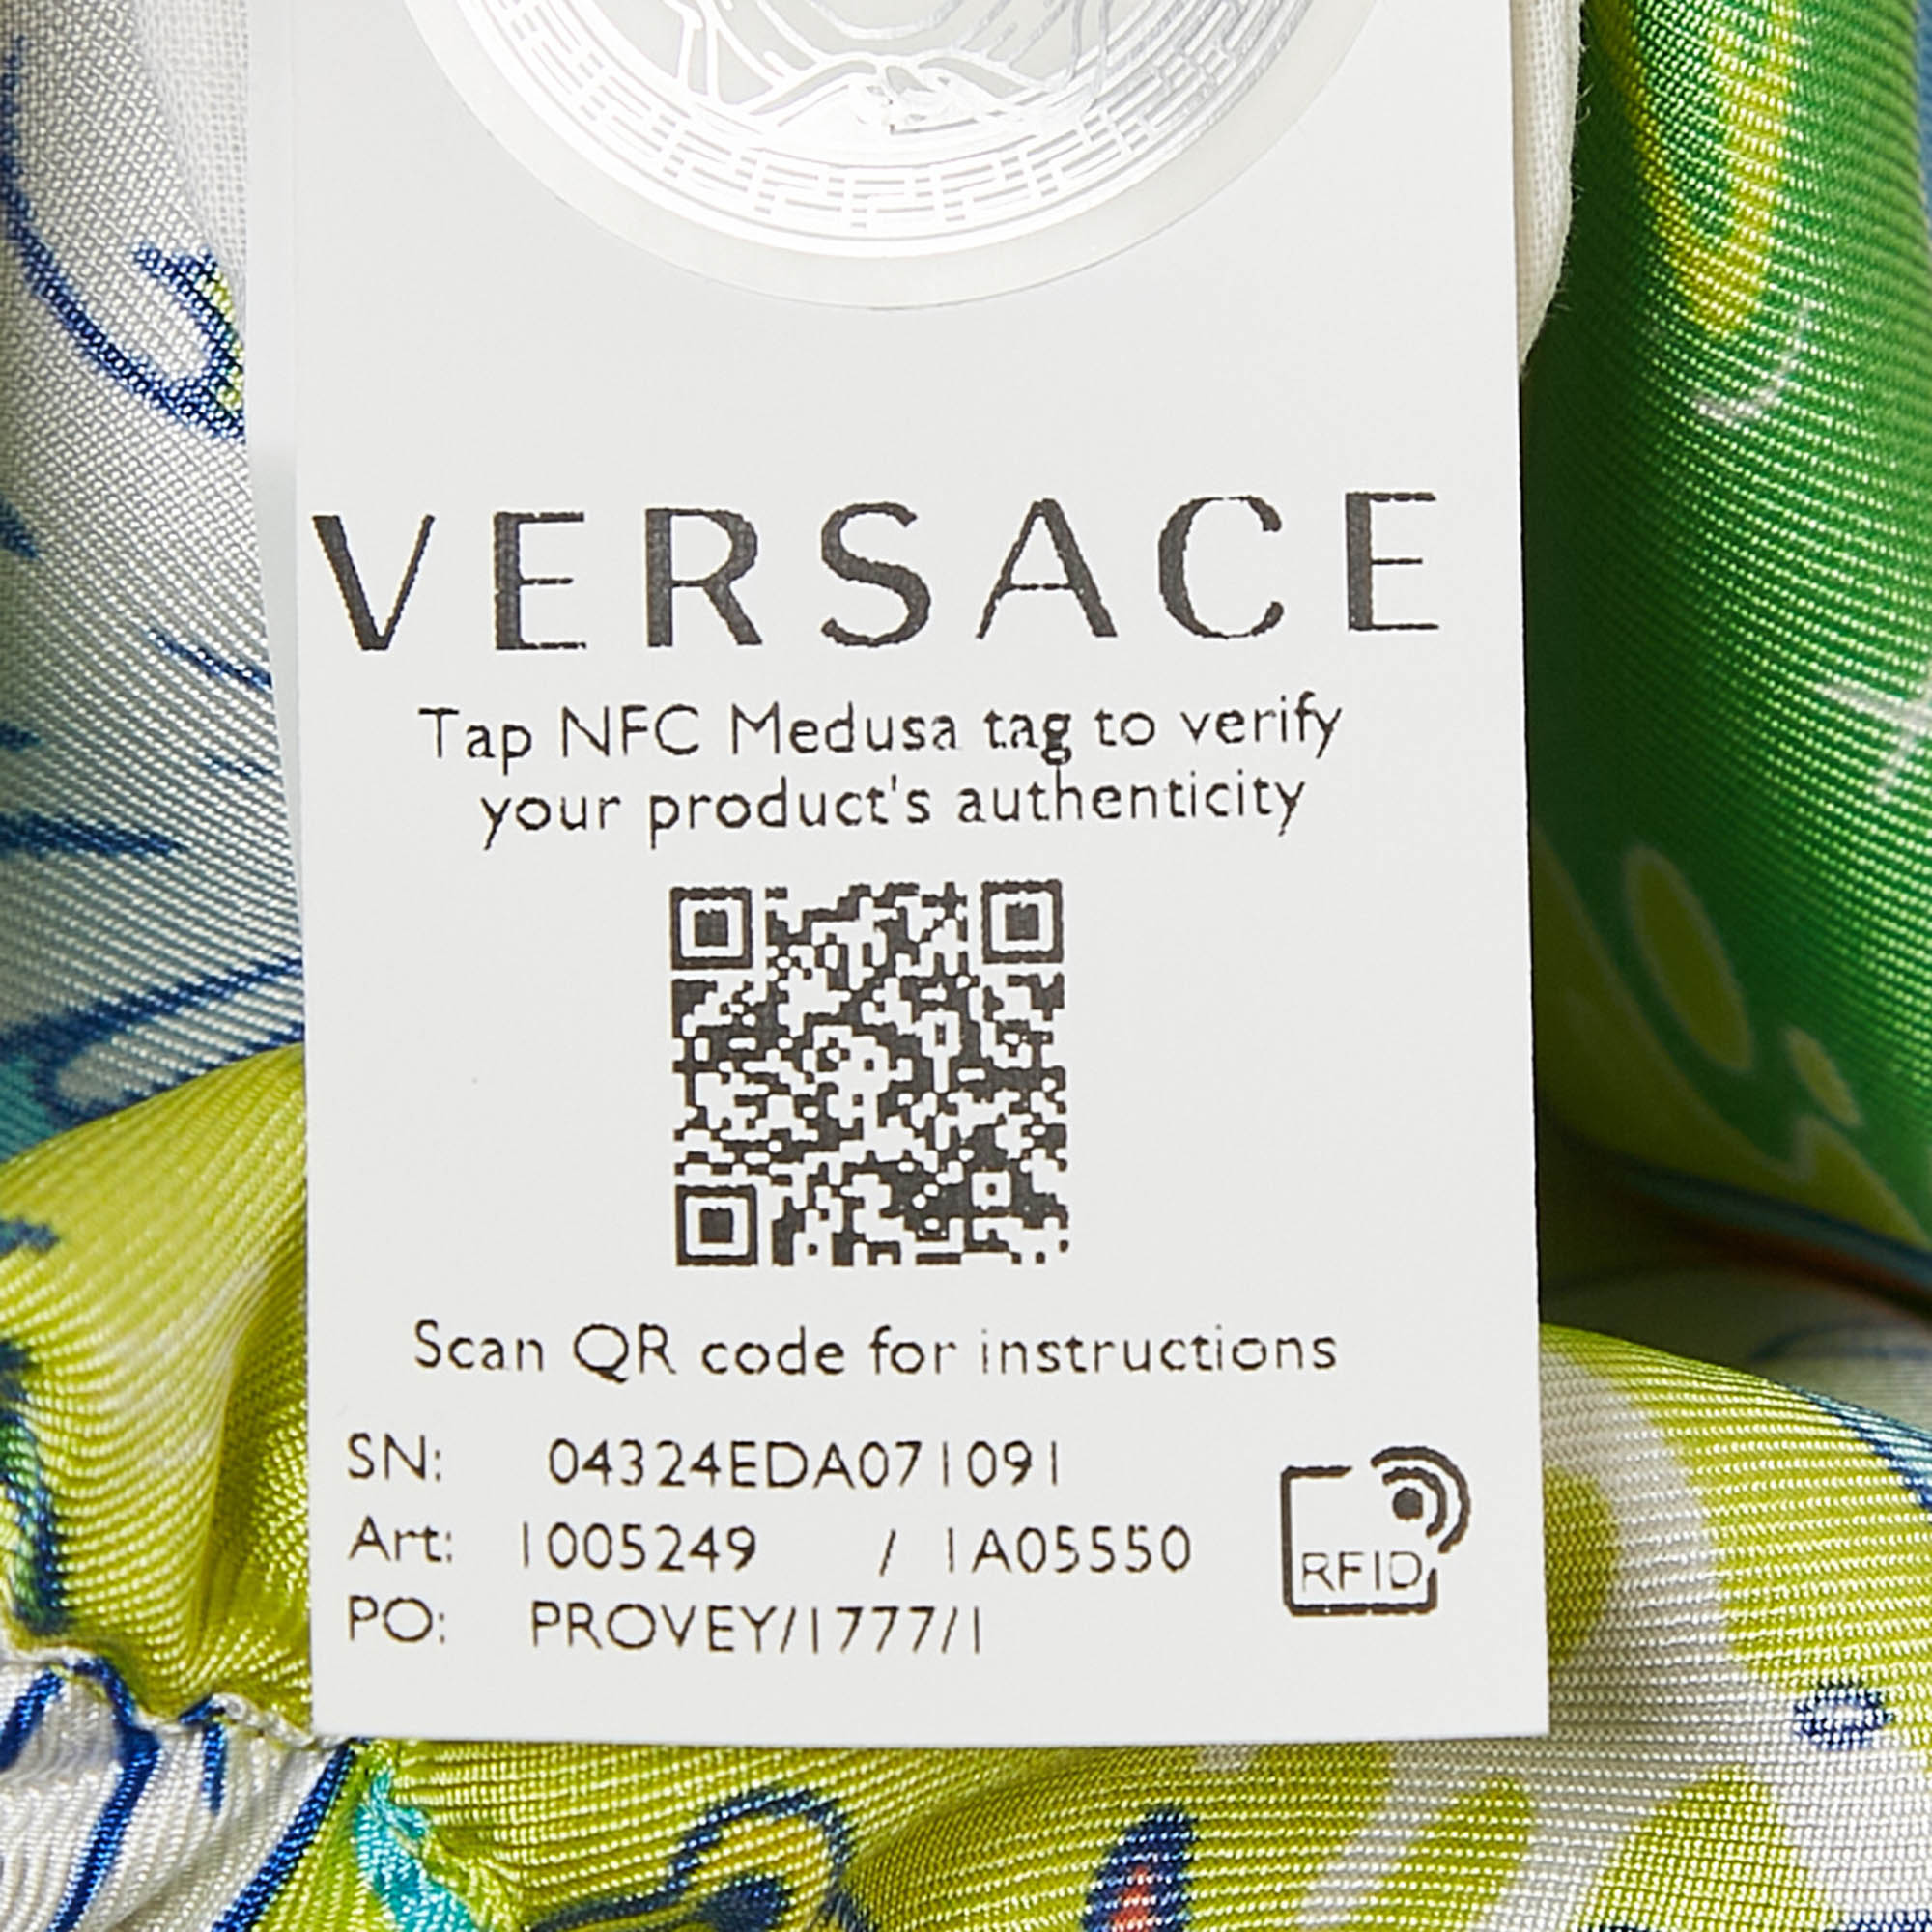 VERSACE
Tap NFC Medusa tag to verify
your product's authenticity
Scan QR code for instructions
SN: 04324EDA071091
Art: 1005249 / 1A05550
PO: PROVEY/1777/1
RFID